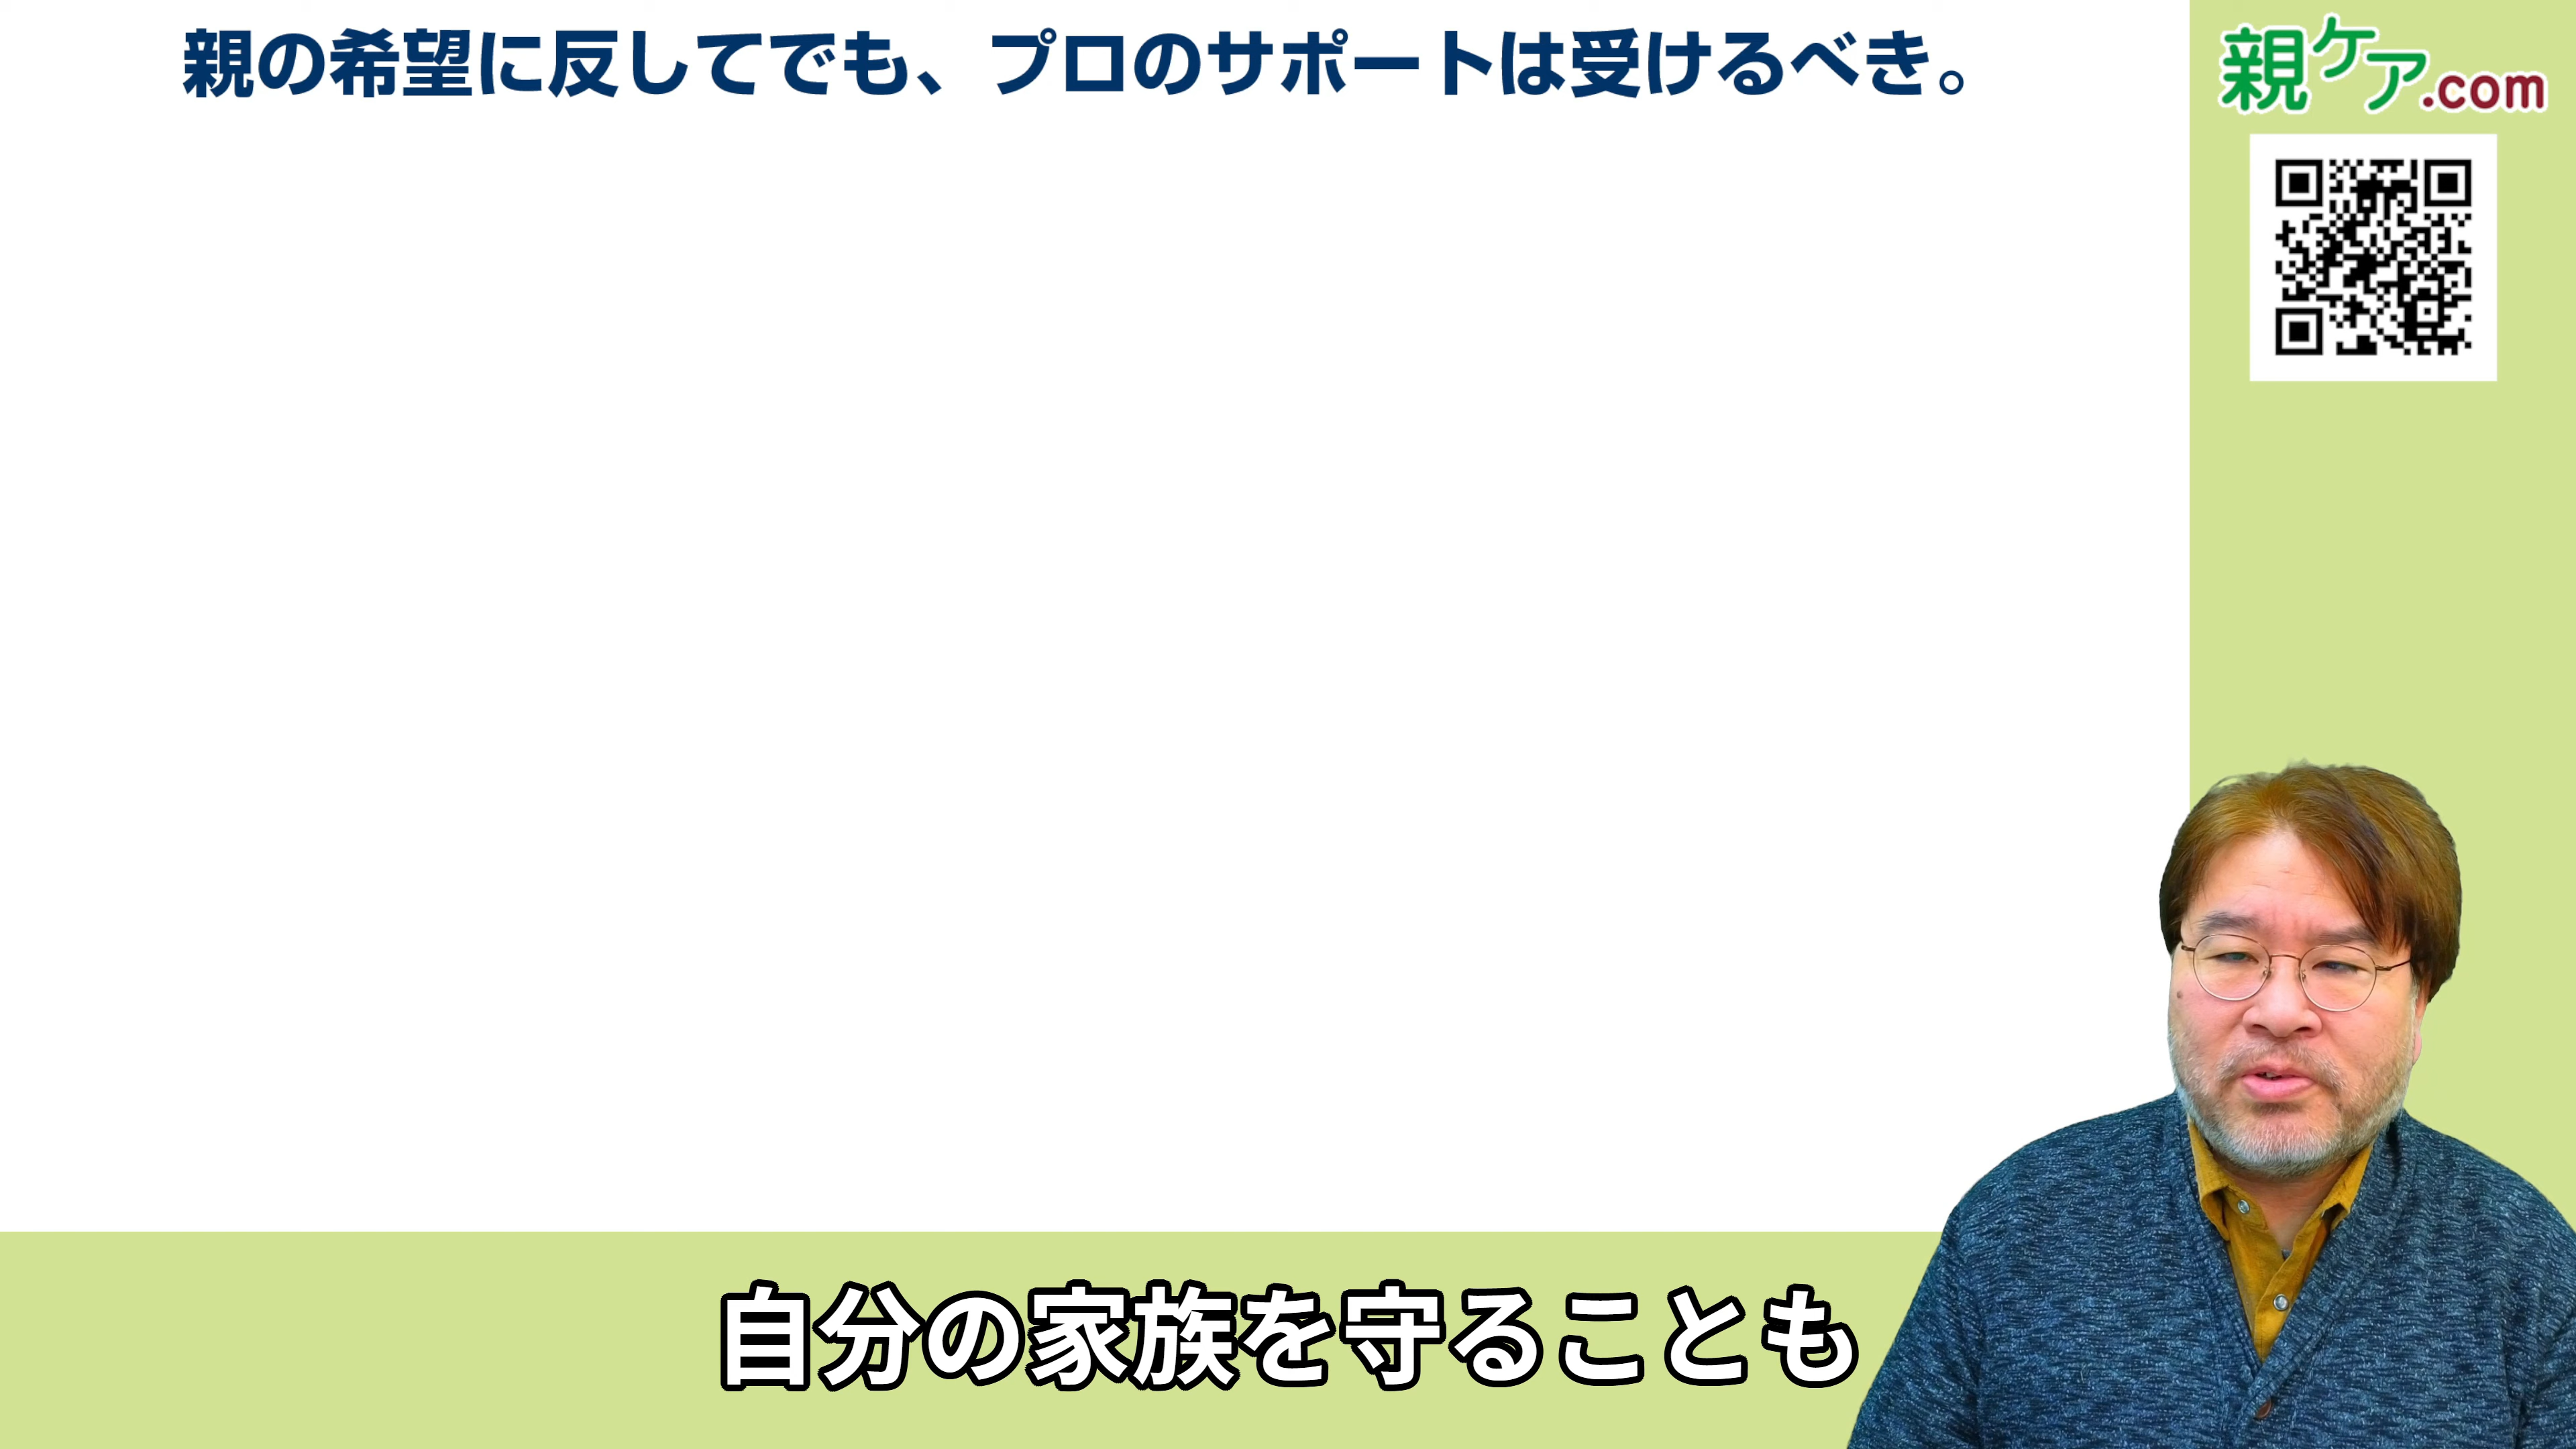 親の希望に反してでも、プロのサポートは受けるべき。
親ケア.com
自分の家族を守ることも